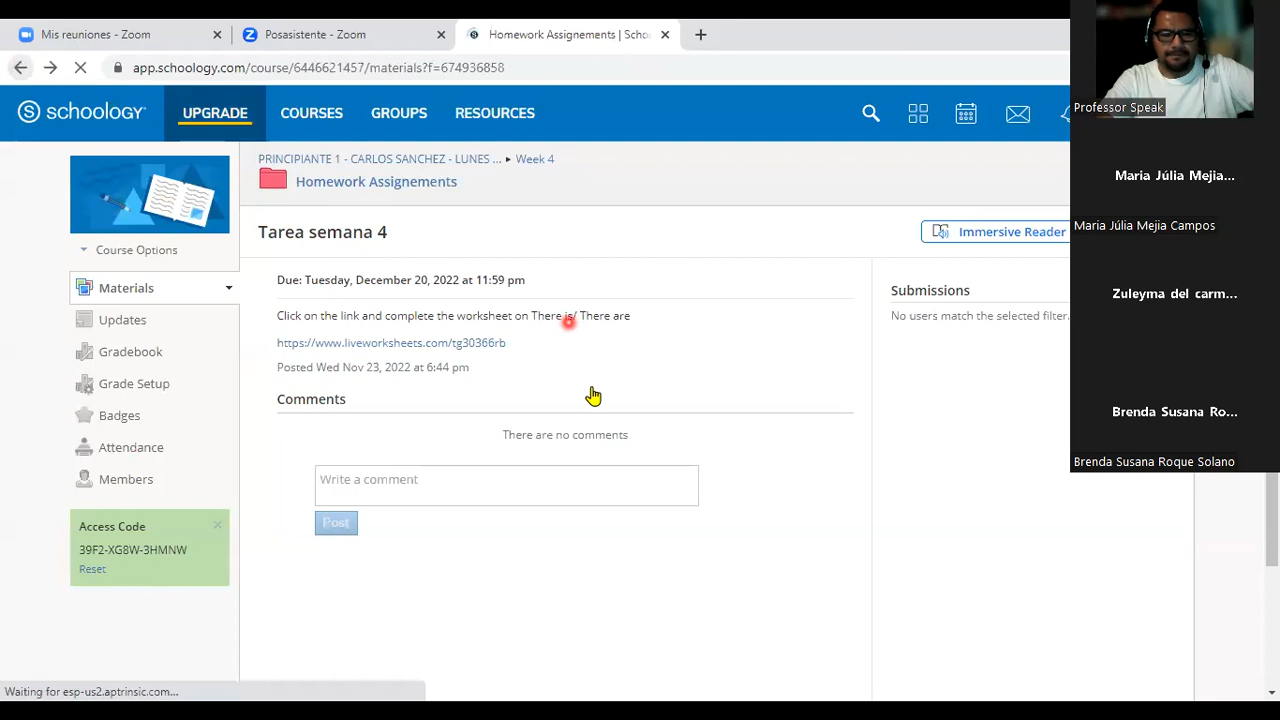 Mis reuniones - Zoom
Posasistente - Zoom
Homework Assignements | Scho
app.schoology.com/course/6446621457/materials?f=674936858
S schoology
UPGRADE
COURSES
GROUPS
RESOURCES
PRINCIPIANTE 1 - CARLOS SANCHEZ - LUNES ... ▸ Week 4
Homework Assignements
Course Options
Materials
Updates
Gradebook
Grade Setup
Badges
Attendance
Members
Access Code
39F2-XG8W-3HMNW
Reset
Tarea semana 4
Immersive Reader
Due: Tuesday, December 20, 2022 at 11:59 pm
Click on the link and complete the worksheet on There is/ There are
https://www.liveworksheets.com/tg30366rb
Posted Wed Nov 23, 2022 at 6:44 pm
Comments
There are no comments
Write a comment
Post
Submissions
No users match the selected filter.
Professor Speak
Maria Júlia Mejia...
Maria Júlia Mejia Campos
Zuleyma del carm...
Brenda Susana Ro...
Brenda Susana Roque Solano
Waiting for esp-us2.aptrinsic.com...